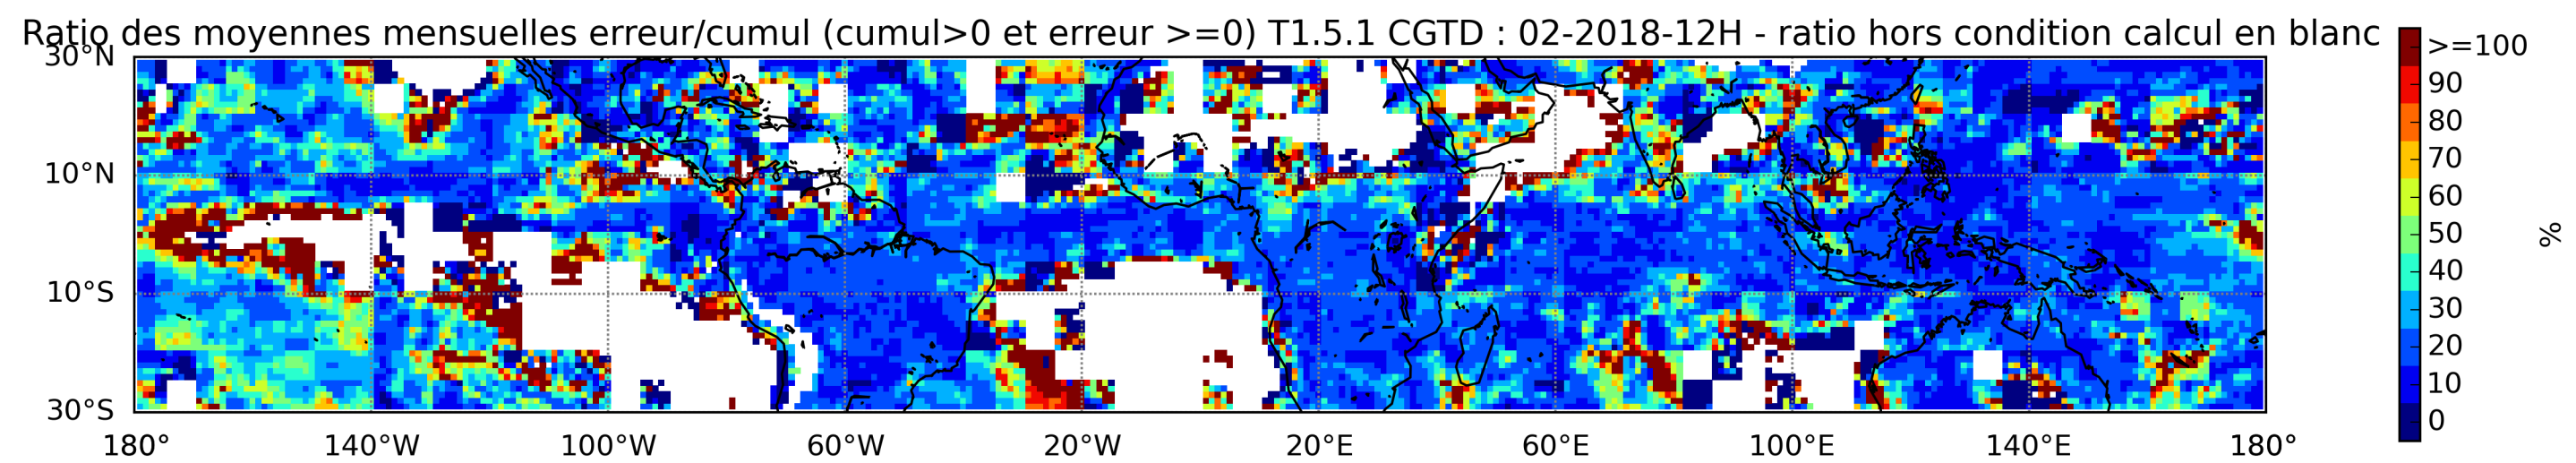 Ratio des moyennes mensuelles erreur/cumul (cumul>0 et erreur >=0) T1.5.1 CGTD : 02-2018-12H - ratio hors condition calcul en blanc
30°N
10°N
10°S
30°S
180° 140°W 100°W 60°W 20°W 20°E 60°E 100°E 140°E 180°
>=100
90
80
70
60
50
40
30
20
10
0
%